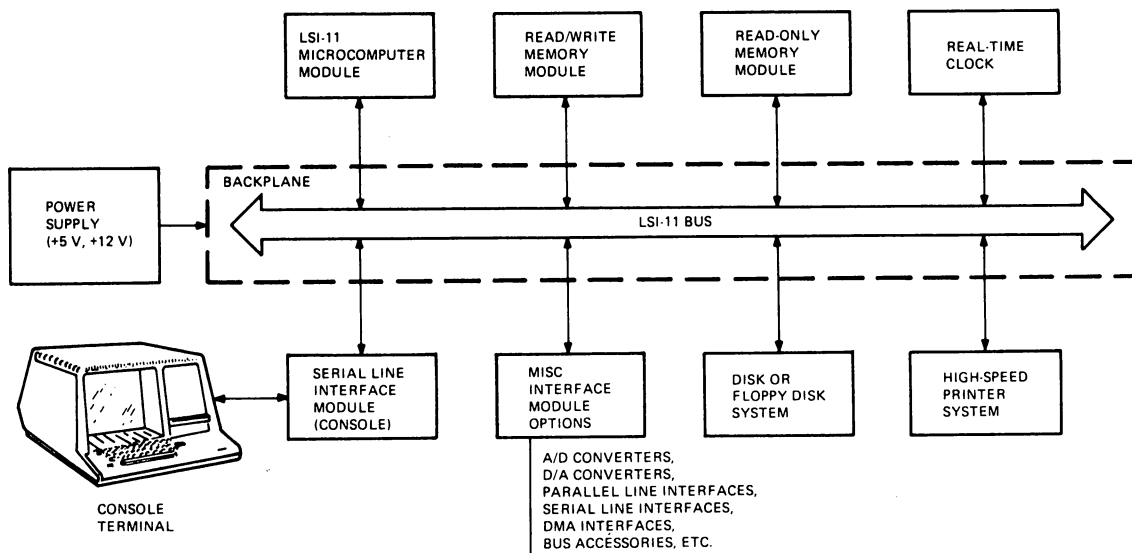 LSI-11
MICROCOMPUTER
MODULE
READ/WRITE
MEMORY
MODULE
READ-ONLY
MEMORY
MODULE
REAL-TIME
CLOCK
BACKPLANE
POWER
SUPPLY
(+5 V, +12 V)
LSI-11 BUS
SERIAL LINE
INTERFACE
MODULE
(CONSOLE)
MISC
INTERFACE
MODULE
OPTIONS
DISK OR
FLOPPY DISK
SYSTEM
HIGH-SPEED
PRINTER
SYSTEM
A/D CONVERTERS,
D/A CONVERTERS,
PARALLEL LINE INTERFACES,
SERIAL LINE INTERFACES,
DMA INTERFACES,
BUS ACCESSORIES, ETC.
CONSOLE
TERMINAL